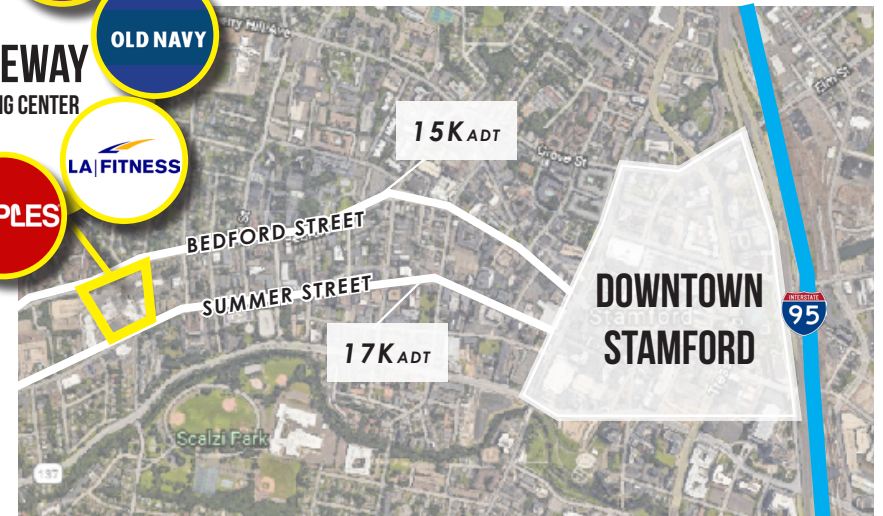 OLD NAVY
EWAY
NG CENTER
LA|FITNESS
PLES
15K ADT
Grove St
Elm St
BEDFORD STREET
SUMMER STREET
17K ADT
DOWNTOWN
STAMFORD
Stamford
INTERSTATE
95
Scalzi Park
137